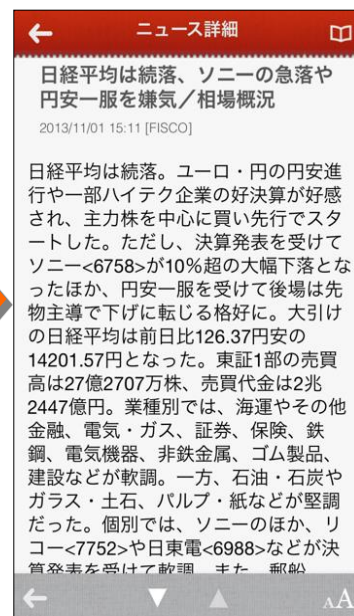 ニュース詳細
日経平均は続落、ソニーの急落や
円安一服を嫌気／相場概況
2013/11/01 15:11 [FISCO]
日経平均は続落。ユーロ・円の円安進
行や一部ハイテク企業の好決算が好感
され、主力株を中心に買い先行でスタ
ートした。ただし、決算発表を受けて
ソニー<6758>が10%超の大幅下落とな
ったほか、円安一服を受けて後場は先
物主導で下げに転じる格好に。大引け
の日経平均は前日比126.37円安の
14201.57円となった。東証1部の売買
高は27億2707万株、売買代金は2兆
2447億円。業種別では、海運やその他
金融、電気・ガス、証券、保険、鉄
鋼、電気機器、非鉄金属、ゴム製品、
建設などが軟調。一方、石油・石炭や
ガラス・土石、パルプ・紙などが堅調
だった。個別では、ソニーのほか、リ
コー<7752>や日東電<6988>などが決
算発表を受けて軟調。また、郵船
AA